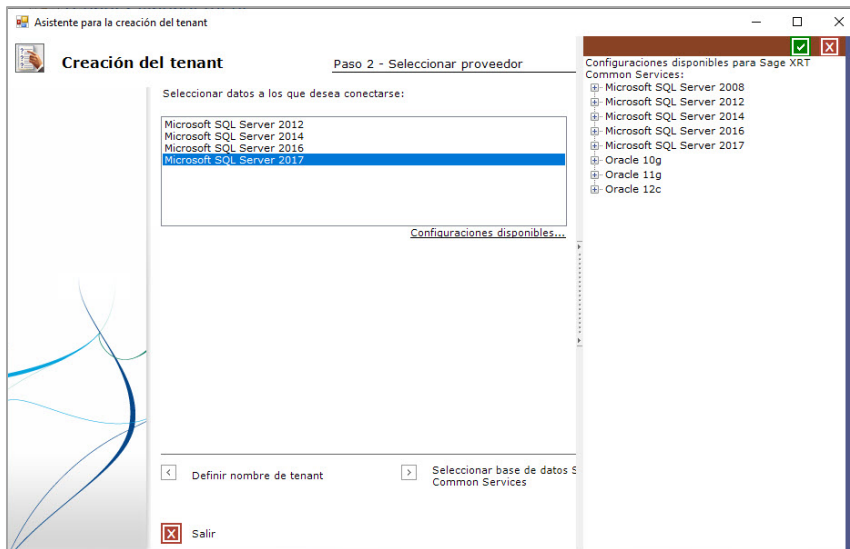 Asistente para la creación del tenant
Creación del tenant
Paso 2 - Seleccionar proveedor
Seleccionar datos a los que desea conectarse:
Microsoft SQL Server 2012
Microsoft SQL Server 2014
Microsoft SQL Server 2016
Microsoft SQL Server 2017
Configuraciones disponibles...
Definir nombre de tenant
Seleccionar base de datos S
Common Services
Salir
Configuraciones disponibles para Sage XRT
Common Services:
Microsoft SQL Server 2008
Microsoft SQL Server 2012
Microsoft SQL Server 2014
Microsoft SQL Server 2016
Microsoft SQL Server 2017
Oracle 10g
Oracle 11g
Oracle 12c